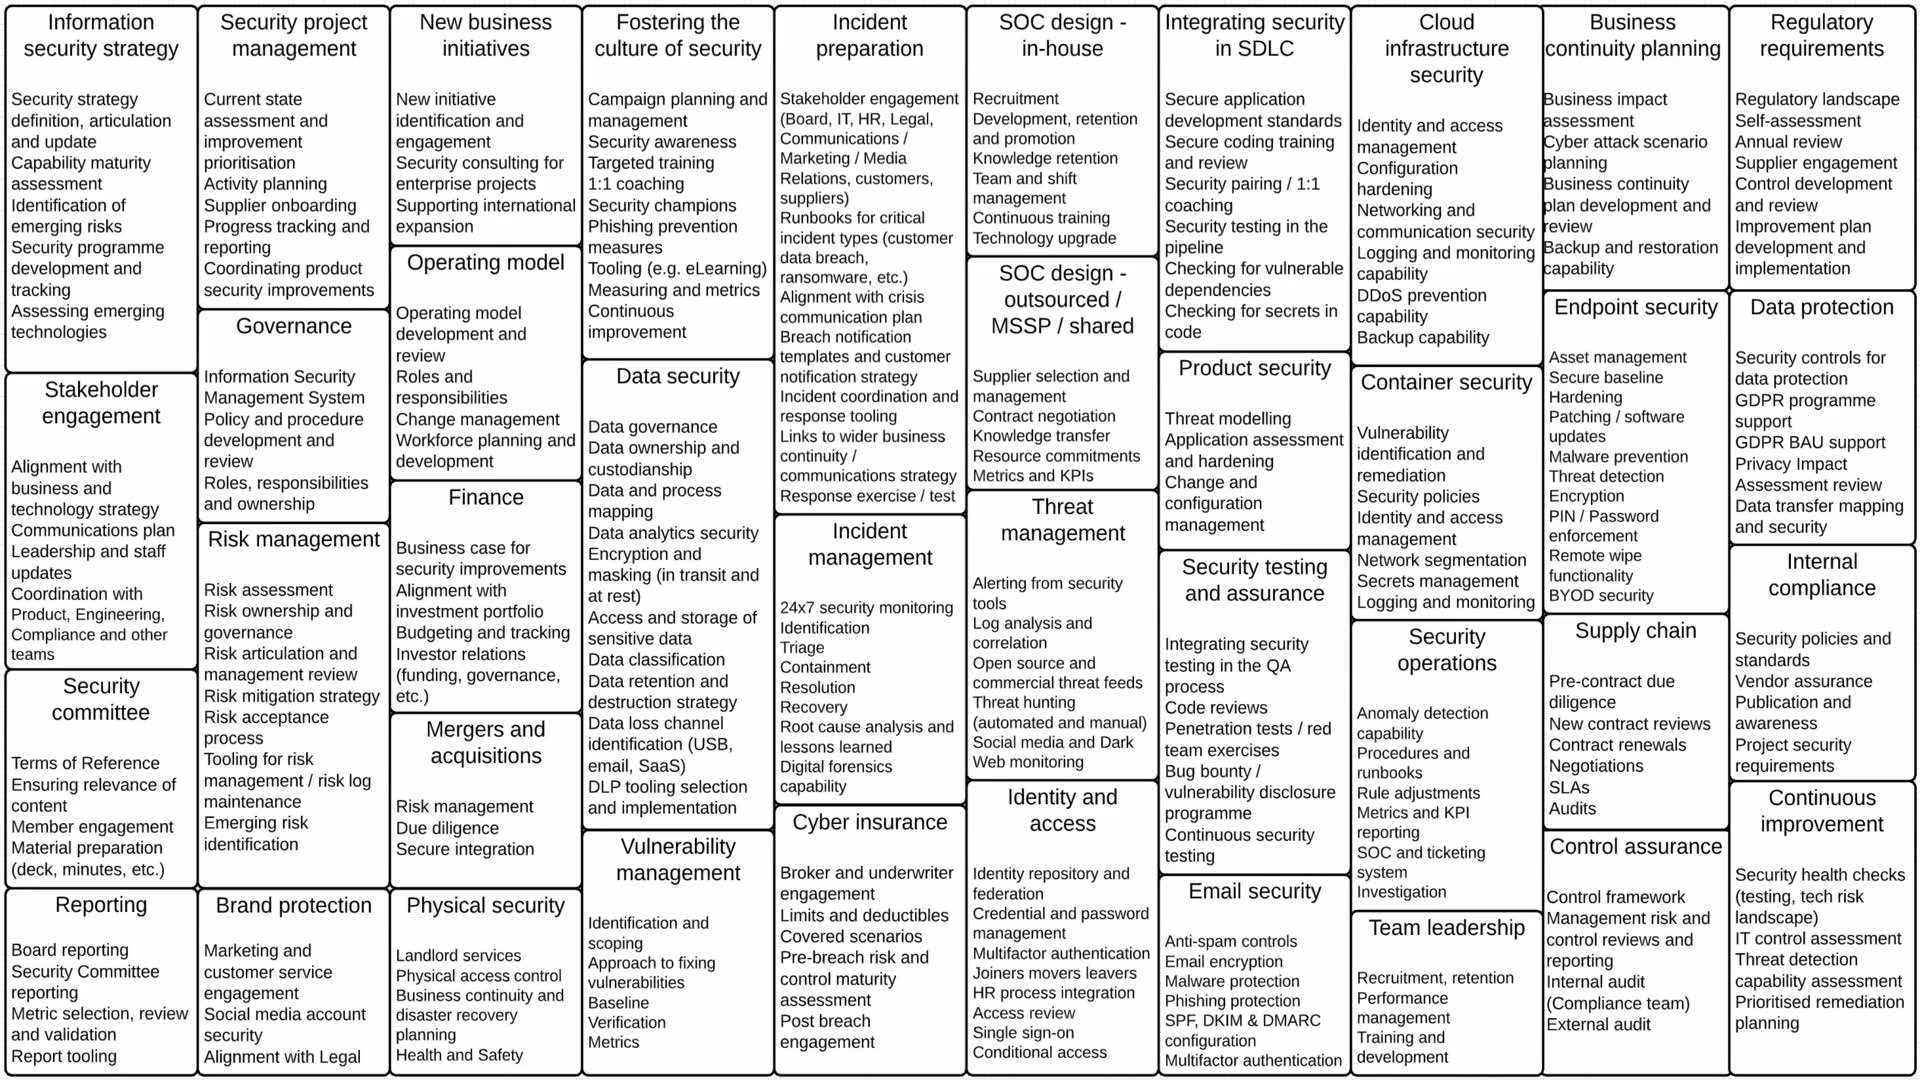 Information
security strategy
Security strategy
definition, articulation
and update
Capability maturity
assessment
Identification of
emerging risks
Security programme
development and
tracking
Assessing emerging
technologies
Stakeholder
engagement
Alignment with
business and
technology strategy
Communications plan
Leadership and staff
updates
Coordination with
Product, Engineering,
Compliance and other
teams
Security
committee
Terms of Reference
Ensuring relevance of
content
Member engagement
Material preparation
(deck, minutes, etc.)
Reporting
Board reporting
Security Committee
reporting
Metric selection, review
and validation
Report tooling
Security project
management
Current state
assessment and
improvement
prioritisation
Activity planning
Supplier onboarding
Progress tracking and
reporting
Coordinating product
security improvements
Governance
Information Security
Management System
Policy and procedure
development and
review
Roles, responsibilities
and ownership
Risk management
Risk assessment
Risk ownership and
governance
Risk articulation and
management review
Risk mitigation strategy
Risk acceptance
process
Tooling for risk
management / risk log
maintenance
Emerging risk
identification
Brand protection
Marketing and
customer service
engagement
Social media account
security
Alignment with Legal
New business
initiatives
New initiative
identification and
engagement
Security consulting for
enterprise projects
Supporting international
expansion
Operating model
Operating model
development and
review
Roles and
responsibilities
Change management
Workforce planning and
development
Finance
Business case for
security improvements
Alignment with
investment portfolio
Budgeting and tracking
Investor relations
(funding, governance,
etc.)
Mergers and
acquisitions
Risk management
Due diligence
Secure integration
Physical security
Landlord services
Physical access control
Business continuity and
disaster recovery
planning
Health and Safety
Fostering the
culture of security
Campaign planning and
management
Security awareness
Targeted training
1:1 coaching
Security champions
Phishing prevention
measures
Tooling (e.g. eLearning)
Measuring and metrics
Continuous
improvement
Data security
Data governance
Data ownership and
custodianship
Data and process
mapping
Data analytics security
Encryption and
masking (in transit and
at rest)
Access and storage of
sensitive data
Data classification
Data retention and
destruction strategy
Data loss channel
identification (USB,
email, SaaS)
DLP tooling selection
and implementation
Vulnerability
management
Identification and
scoping
Approach to fixing
vulnerabilities
Baseline
Verification
Metrics
Incident
preparation
Stakeholder engagement
(Board, IT, HR, Legal,
Communications /
Marketing / Media
Relations, customers,
suppliers)
Runbooks for critical
incident types (customer
data breach,
ransomware, etc.)
Alignment with crisis
communication plan
Breach notification
templates and customer
notification strategy
Incident coordination and
response tooling
Links to wider business
continuity /
communications strategy
Response exercise / test
Incident
management
24x7 security monitoring
Identification
Triage
Containment
Resolution
Recovery
Root cause analysis and
lessons learned
Digital forensics
capability
Cyber insurance
Broker and underwriter
engagement
Limits and deductibles
Covered scenarios
Pre-breach risk and
control maturity
assessment
Post breach
engagement
SOC design -
in-house
Recruitment
Development, retention
and promotion
Knowledge retention
Team and shift
management
Continuous training
Technology upgrade
SOC design -
outsourced /
MSSP / shared
Supplier selection and
management
Contract negotiation
Knowledge transfer
Resource commitments
Metrics and KPIs
Threat
management
Alerting from security
tools
Log analysis and
correlation
Open source and
commercial threat feeds
Threat hunting
(automated and manual)
Social media and Dark
Web monitoring
Identity and
access
Identity repository and
federation
Credential and password
management
Multifactor authentication
Joiners movers leavers
HR process integration
Access review
Single sign-on
Conditional access
Integrating security
in SDLC
Secure application
development standards
Secure coding training
and review
Security pairing / 1:1
coaching
Security testing in the
pipeline
Checking for vulnerable
dependencies
Checking for secrets in
code
Product security
Threat modelling
Application assessment
and hardening
Change and
configuration
management
Security testing
and assurance
Integrating security
testing in the QA
process
Code reviews
Penetration tests / red
team exercises
Bug bounty /
vulnerability disclosure
programme
Continuous security
testing
Email security
Anti-spam controls
Email encryption
Malware protection
Phishing protection
SPF, DKIM & DMARC
configuration
Multifactor authentication
Cloud
infrastructure
security
Identity and access
management
Configuration
hardening
Networking and
communication security
Logging and monitoring
capability
DDoS prevention
capability
Backup capability
Container security
Vulnerability
identification and
remediation
Security policies
Identity and access
management
Network segmentation
Secrets management
Logging and monitoring
Security
operations
Anomaly detection
capability
Procedures and
runbooks
Rule adjustments
Metrics and KPI
reporting
SOC and ticketing
system
Investigation
Team leadership
Recruitment, retention
Performance
management
Training and
development
Business
continuity planning
Business impact
assessment
Cyber attack scenario
planning
Business continuity
plan development and
review
Backup and restoration
capability
Endpoint security
Asset management
Secure baseline
Hardening
Patching / software
updates
Malware prevention
Threat detection
Encryption
PIN / Password
enforcement
Remote wipe
functionality
BYOD security
Supply chain
Pre-contract due
diligence
New contract reviews
Contract renewals
Negotiations
SLAs
Audits
Control assurance
Control framework
Management risk and
control reviews and
reporting
Internal audit
(Compliance team)
External audit
Regulatory
requirements
Regulatory landscape
Self-assessment
Annual review
Supplier engagement
Control development
and review
Improvement plan
development and
implementation
Data protection
Security controls for
data protection
GDPR programme
support
GDPR BAU support
Privacy Impact
Assessment review
Data transfer mapping
and security
Internal
compliance
Security policies and
standards
Vendor assurance
Publication and
awareness
Project security
requirements
Continuous
improvement
Security health checks
(testing, tech risk
landscape)
IT control assessment
Threat detection
capability assessment
Prioritised remediation
planning